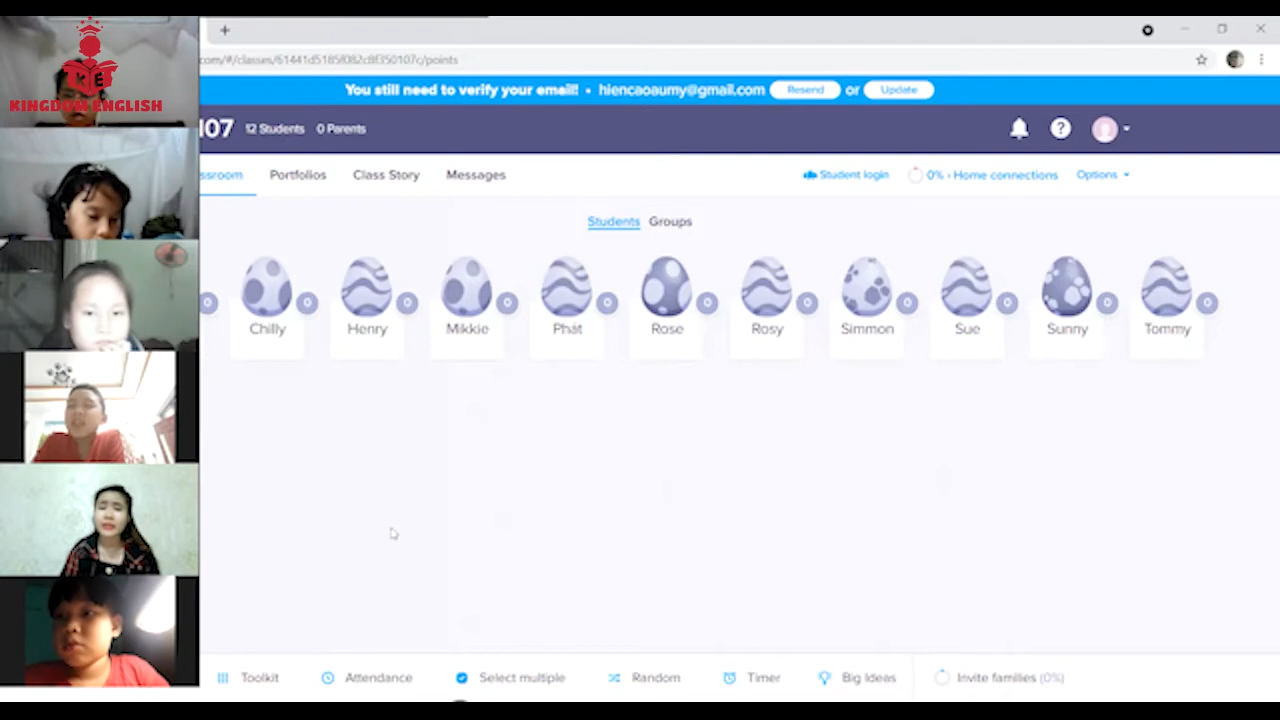 KINGDOM ENGLISH
com/#/classes/61441d5185f082c8f350107c/points
You still need to verify your email! • hiencaoaumy@gmail.com Resend or Update
107 12 Students 0 Parents ?
ssroom Portfolios Class Story Messages Student login 0% › Home connections Options
Students Groups
0 0 0 0 0 0 0 0 0 0 0
Chilly Henry Mikkie Phát Rose Rosy Simmon Sue Sunny Tommy
Toolkit Attendance Select multiple Random Timer Big Ideas Invite families (0%)